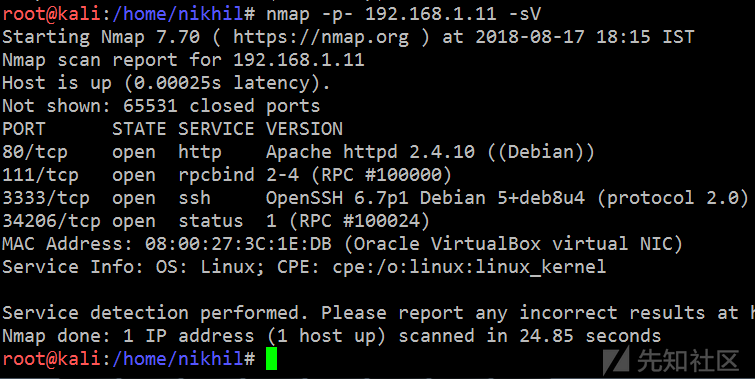 root@kali:/home/nikhil# nmap -p- 192.168.1.11 -sV
Starting Nmap 7.70 ( https://nmap.org ) at 2018-08-17 18:15 IST
Nmap scan report for 192.168.1.11
Host is up (0.00025s latency).
Not shown: 65531 closed ports
PORT      STATE SERVICE VERSION
80/tcp    open  http    Apache httpd 2.4.10 ((Debian))
111/tcp   open  rpcbind 2-4 (RPC #100000)
3333/tcp  open  ssh     OpenSSH 6.7p1 Debian 5+deb8u4 (protocol 2.0)
34206/tcp open  status  1 (RPC #100024)
MAC Address: 08:00:27:3C:1E:DB (Oracle VirtualBox virtual NIC)
Service Info: OS: Linux; CPE: cpe:/o:linux:linux_kernel
Service detection performed. Please report any incorrect results at h
Nmap done: 1 IP address (1 host up) scanned in 24.85 seconds
root@kali:/home/nikhil#
先知社区